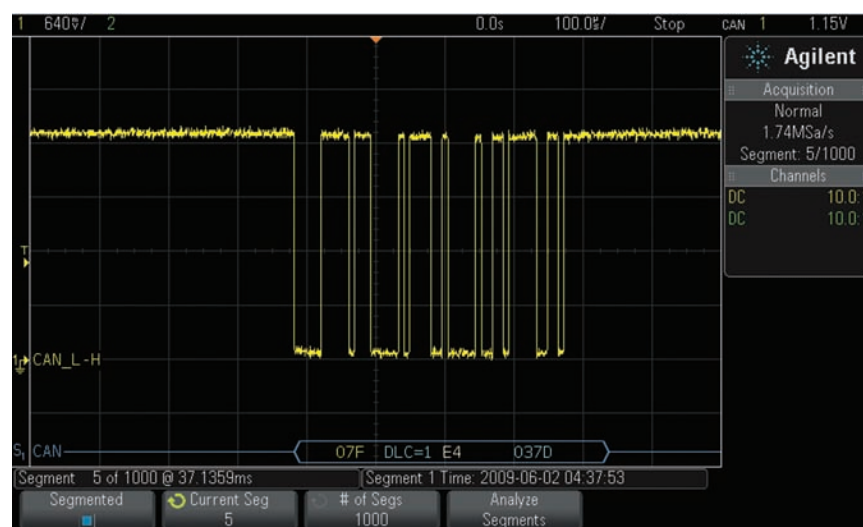 1 640㎷/ 2 0.0s 100.0㎲/ Stop CAN 1 1.15V
Agilent
Acquisition
Normal
1.74MSa/s
Segment: 5/1000
Channels
DC 10.0:
DC 10.0:
T
1 CAN_L-H
S1 CAN 07F DLC=1 E4 037D
Segment 5 of 1000 @ 37.1359ms Segment 1 Time: 2009-06-02 04:37:53
Segmented
Current Seg
5
# of Segs
1000
Analyze
Segments